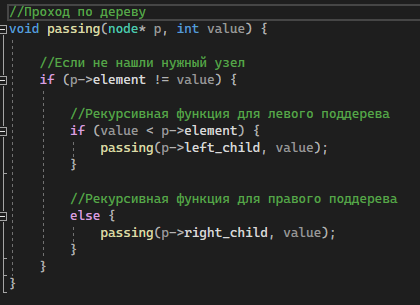 //Проход по дереву
void passing(node* p, int value) {
//Если не нашли нужный узел
if (p->element != value) {
//Рекурсивная функция для левого поддерева
if (value < p->element) {
passing(p->left_child, value);
}
//Рекурсивная функция для правого поддерева
else {
passing(p->right_child, value);
}
}
}